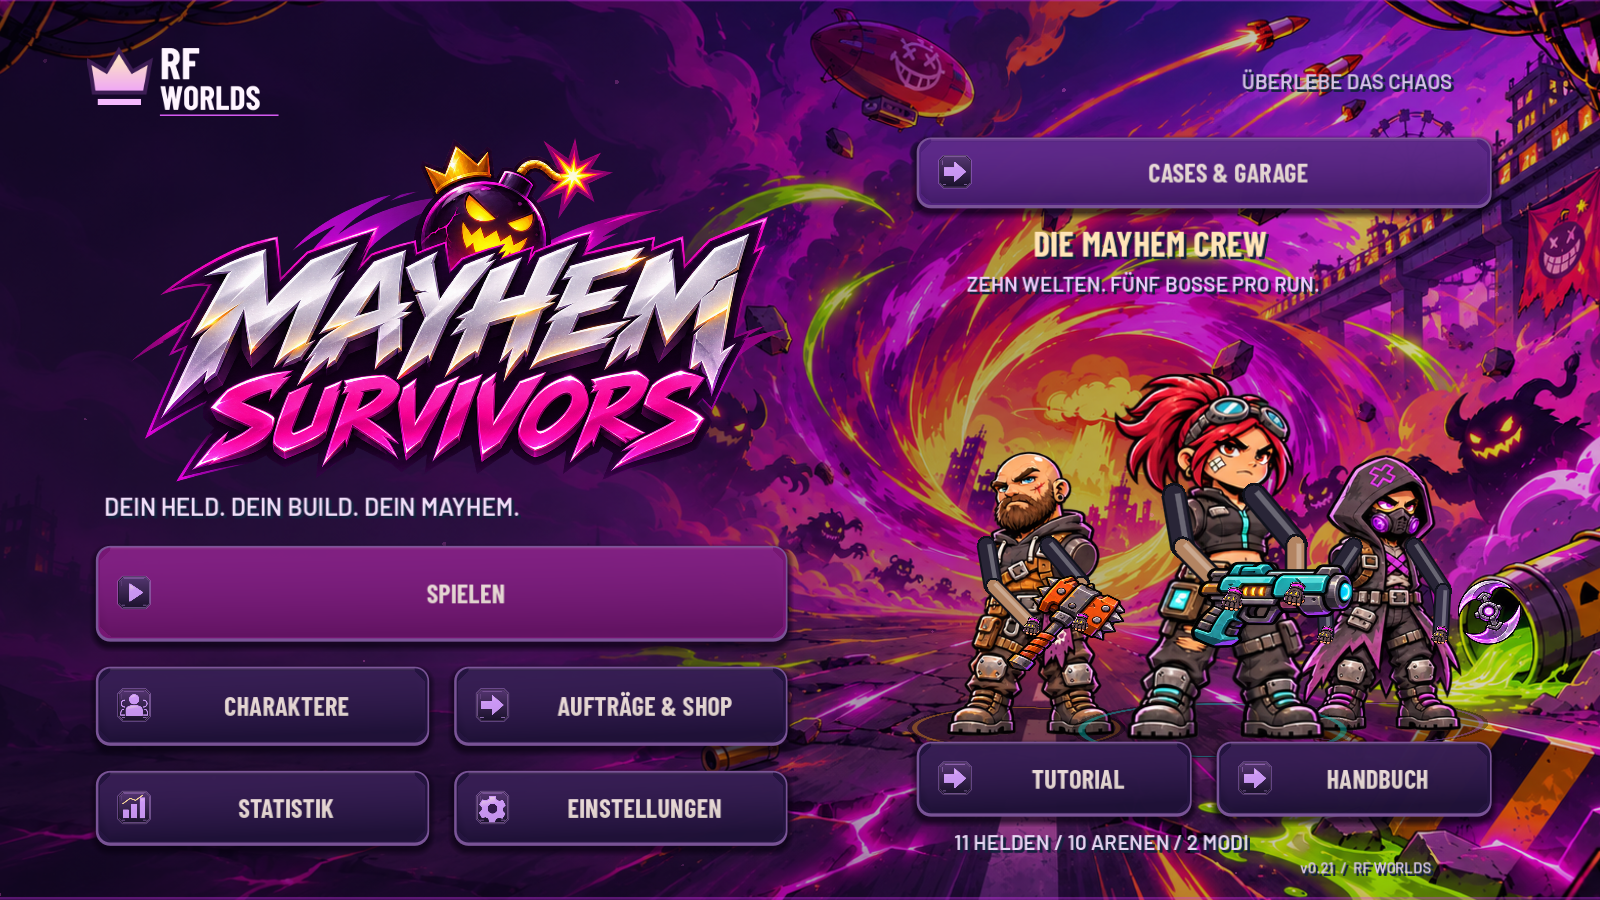 RF
WORLDS
ÜBERLEBE DAS CHAOS
CASES & GARAGE
DIE MAYHEM CREW
ZEHN WELTEN. FÜNF BOSSE PRO RUN.
MAYHEM
SURVIVORS
DEIN HELD. DEIN BUILD. DEIN MAYHEM.
SPIELEN
CHARAKTERE
AUFTRÄGE & SHOP
STATISTIK
EINSTELLUNGEN
TUTORIAL
HANDBUCH
11 HELDEN / 10 ARENEN / 2 MODI
v0.21 / RF WORLDS